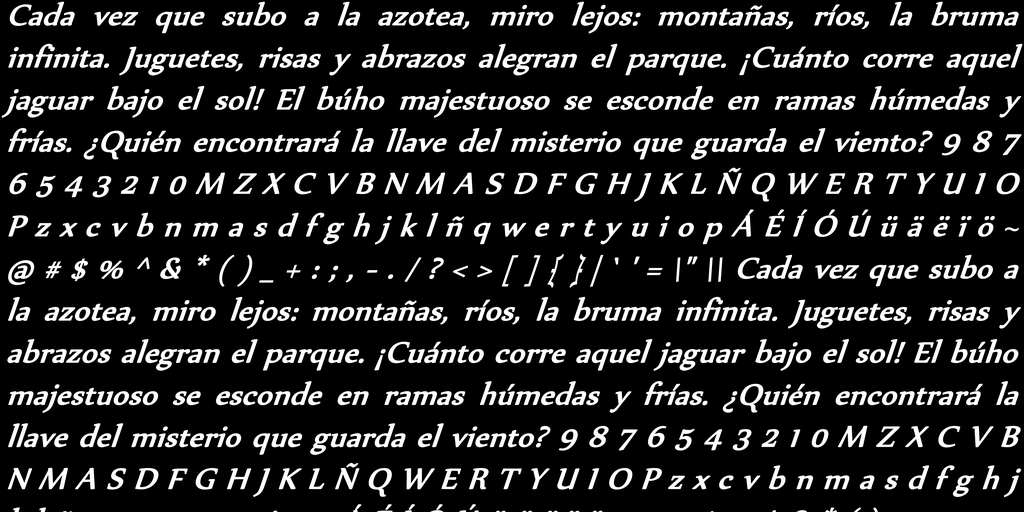 Cada vez que subo a la azotea, miro lejos: montañas, ríos, la bruma
infinita. Juguetes, risas y abrazos alegran el parque. ¡Cuánto corre aquel
jaguar bajo el sol! El búho majestuoso se esconde en ramas húmedas y
frías. ¿Quién encontrará la llave del misterio que guarda el viento? 9 8 7
6 5 4 3 2 1 0 M Z X C V B N M A S D F G H J K L Ñ Q W E R T Y U I O
P z x c v b n m a s d f g h j k l ñ q w e r t y u i o p Á É Í Ó Ú ü ä ë ï ö ~
@ # $ % ^ & * ( ) _ + : ; , - . / ? < > [ ] { } | ` ' = \ " || Cada vez que subo a
la azotea, miro lejos: montañas, ríos, la bruma infinita. Juguetes, risas y
abrazos alegran el parque. ¡Cuánto corre aquel jaguar bajo el sol! El búho
majestuoso se esconde en ramas húmedas y frías. ¿Quién encontrará la
llave del misterio que guarda el viento? 9 8 7 6 5 4 3 2 1 0 M Z X C V B
N M A S D F G H J K L Ñ Q W E R T Y U I O P z x c v b n m a s d f g h j